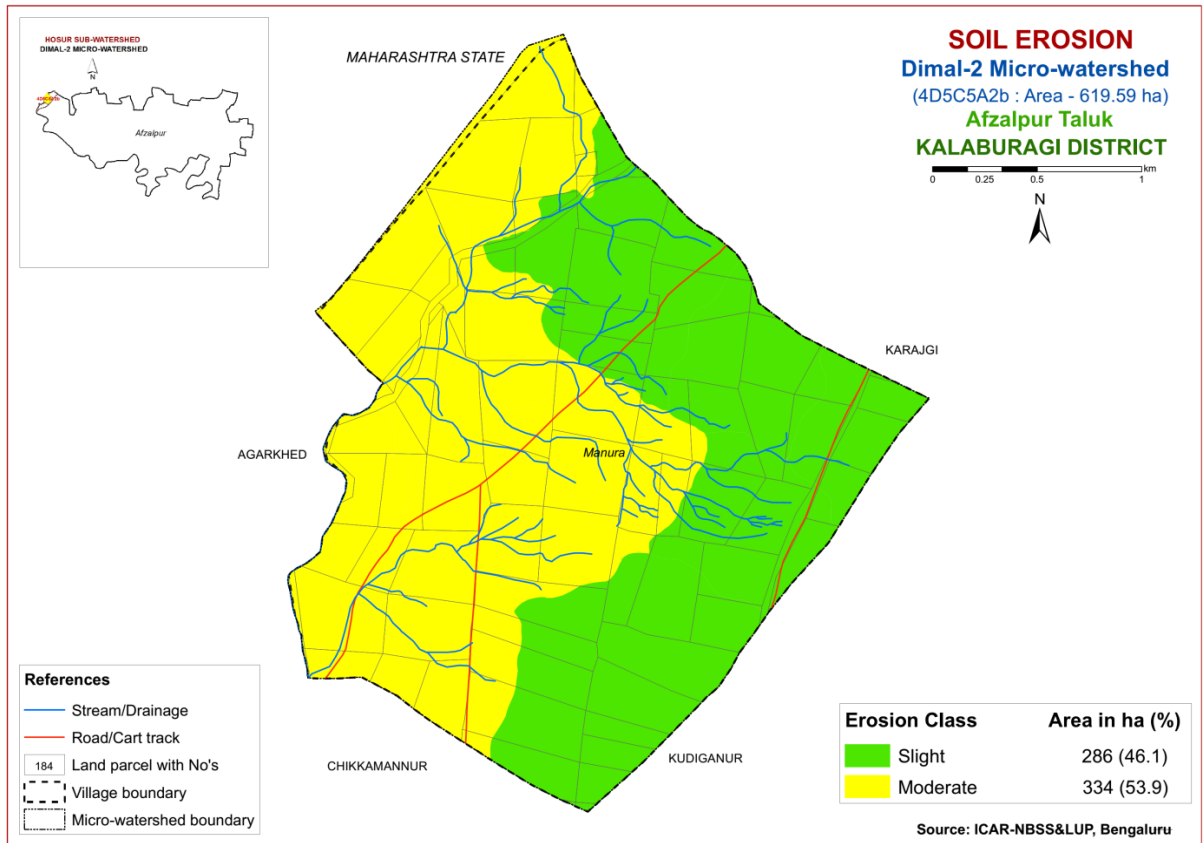 HOSUR SUB-WATERSHED
DIMAL-2 MICRO-WATERSHED
N
Afzalpur
MAHARASHTRA STATE
SOIL EROSION
Dimal-2 Micro-watershed
(4D5C5A2b : Area - 619.59 ha)
Afzalpur Taluk
KALABURAGI DISTRICT
km
0 0.25 0.5 1
N
KARAJGI
AGARKHED
Manura
KUDIGANUR
CHIKKAMANNUR
References
Stream/Drainage
Road/Cart track
184 Land parcel with No's
Village boundary
Micro-watershed boundary
Erosion Class Area in ha (%)
Slight 286 (46.1)
Moderate 334 (53.9)
Source: ICAR-NBSS&LUP, Bengaluru